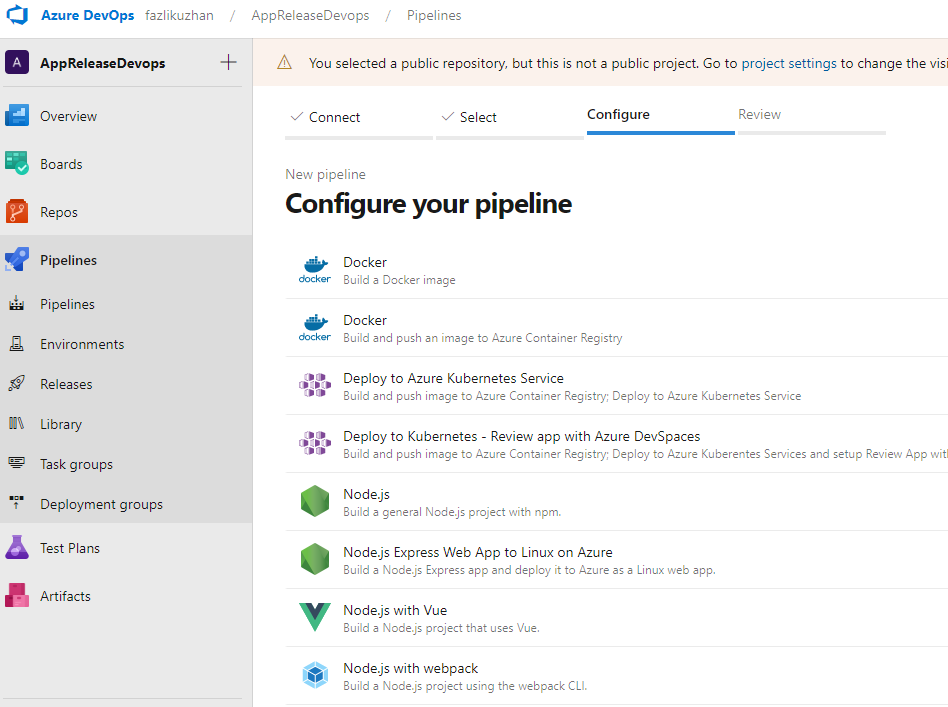 Azure DevOps fazlikuzhan / AppReleaseDevops / Pipelines
A AppReleaseDevops +
Overview
Boards
Repos
Pipelines
Pipelines
Environments
Releases
Library
Task groups
Deployment groups
Test Plans
Artifacts
You selected a public repository, but this is not a public project. Go to project settings to change the visi
Connect Select Configure Review
New pipeline
Configure your pipeline
docker
Docker
Build a Docker image
docker
Docker
Build and push an image to Azure Container Registry
Deploy to Azure Kubernetes Service
Build and push image to Azure Container Registry; Deploy to Azure Kubernetes Service
Deploy to Kubernetes - Review app with Azure DevSpaces
Build and push image to Azure Container Registry; Deploy to Azure Kuberentes Services and setup Review App with
Node.js
Build a general Node.js project with npm.
Node.js Express Web App to Linux on Azure
Build a Node.js Express app and deploy it to Azure as a Linux web app.
Node.js with Vue
Build a Node.js project that uses Vue.
Node.js with webpack
Build a Node.js project using the webpack CLI.